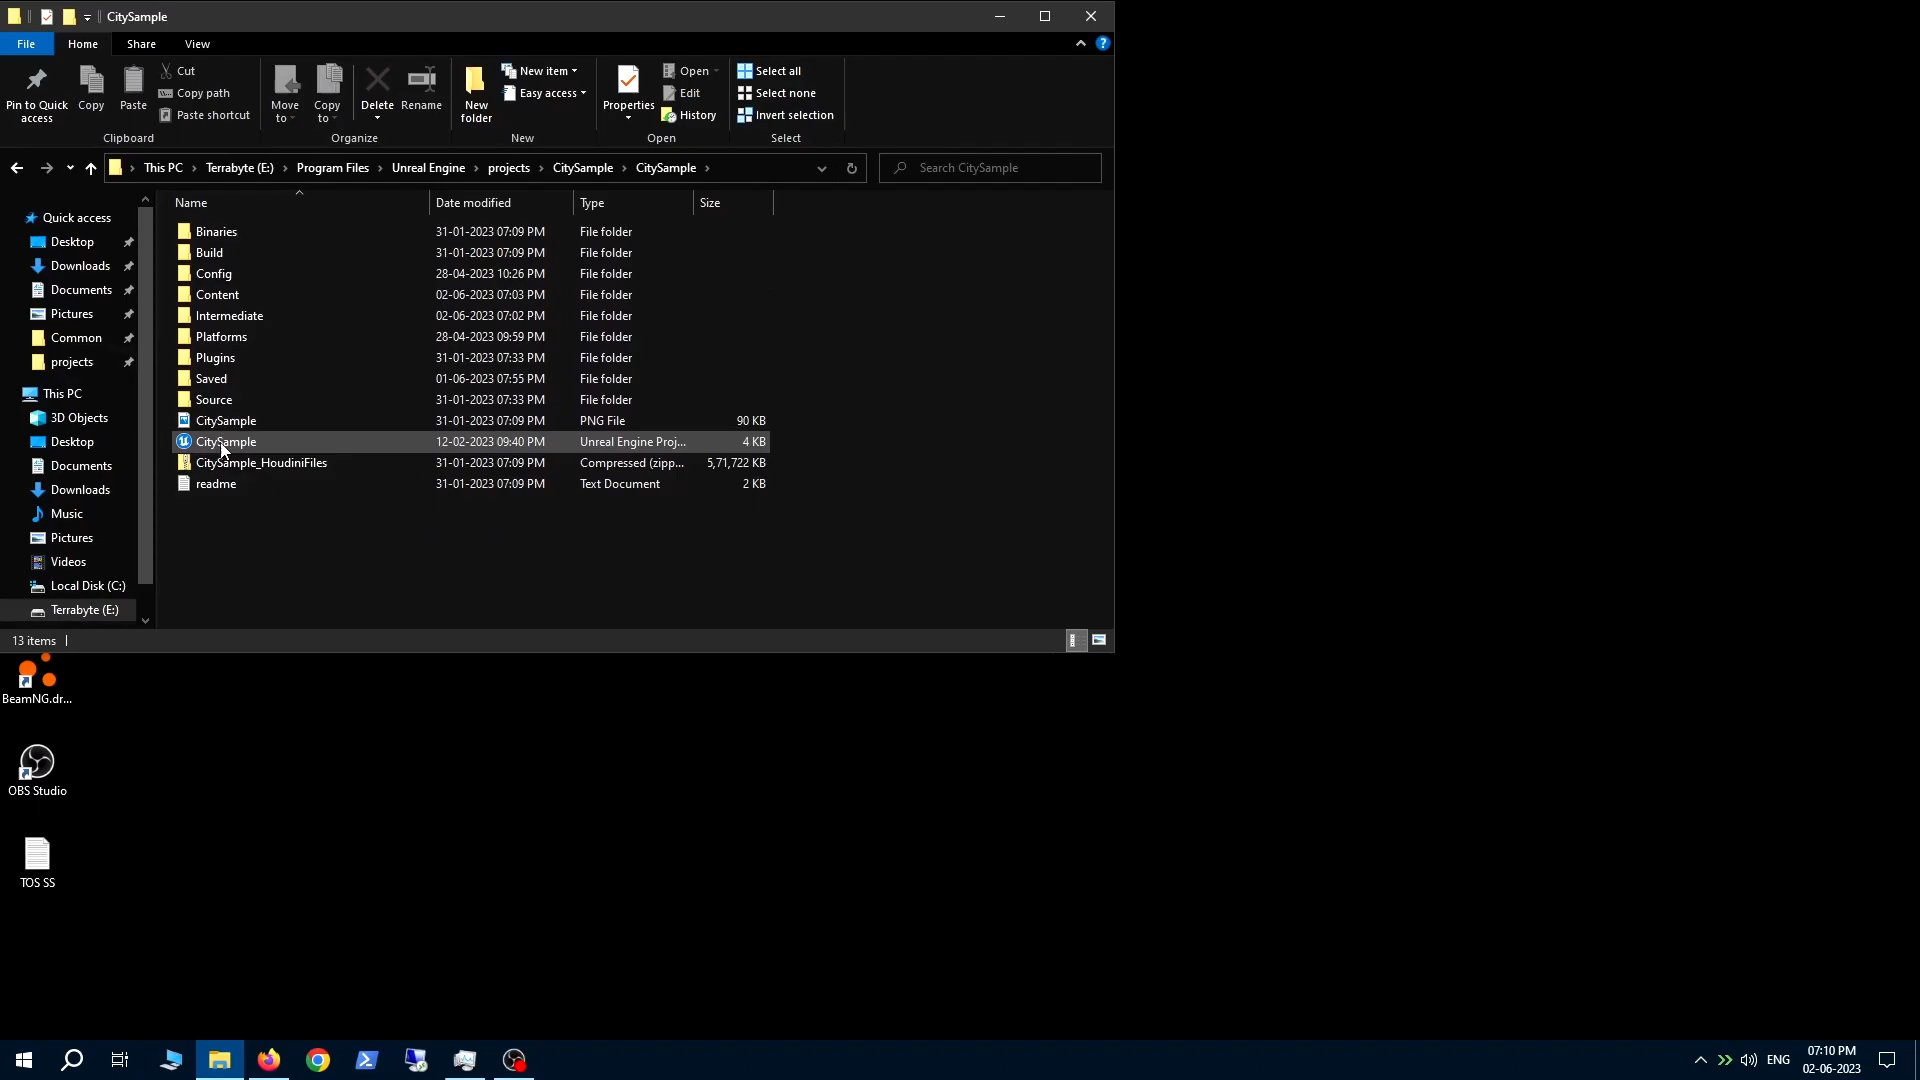 CitySample
File Home Share View
Pin to Quick access
Copy
Paste
Cut
Copy path
Paste shortcut
Clipboard
Move to
Copy to
Delete
Rename
Organize
New folder
New item
Easy access
New
Properties
Open
Edit
History
Open
Select all
Select none
Invert selection
Select
This PC Terrabyte (E:) Program Files Unreal Engine projects CitySample CitySample
Search CitySample
Quick access
Desktop
Downloads
Documents
Pictures
Common
projects
This PC
3D Objects
Desktop
Documents
Downloads
Music
Pictures
Videos
Local Disk (C:)
Terrabyte (E:)
Name Date modified Type Size
Binaries 31-01-2023 07:09 PM File folder
Build 31-01-2023 07:09 PM File folder
Config 28-04-2023 10:26 PM File folder
Content 02-06-2023 07:03 PM File folder
Intermediate 02-06-2023 07:02 PM File folder
Platforms 28-04-2023 09:59 PM File folder
Plugins 31-01-2023 07:33 PM File folder
Saved 01-06-2023 07:55 PM File folder
Source 31-01-2023 07:33 PM File folder
CitySample 31-01-2023 07:09 PM PNG File 90 KB
CitySample 12-02-2023 09:40 PM Unreal Engine Proj... 4 KB
CitySample_HoudiniFiles 31-01-2023 07:09 PM Compressed (zipp... 5,71,722 KB
readme 31-01-2023 07:09 PM Text Document 2 KB
13 items
BeamNG.dr...
OBS Studio
TOS SS
ENG
07:10 PM
02-06-2023